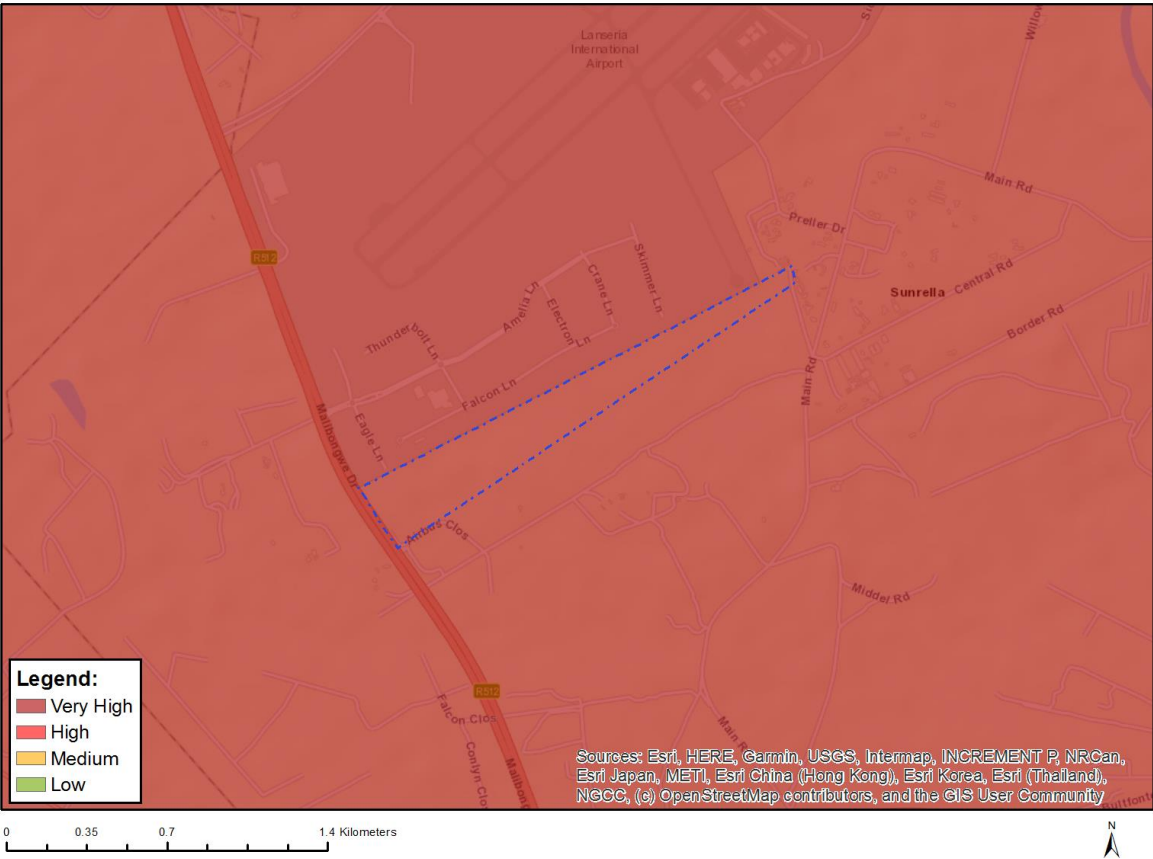 Lanseria
International
Airport
Main Rd
Preller Dr
R512
Skimmer Ln
Crane Ln
Sunrella
Central Rd
Amelia Ln
Electron
Ln
Border Rd
Thunderbolt Ln
Falcon Ln
Main Rd
Eagle Ln
Malibongwe Dr
Airbus Clos
Middel Rd
R512
Falcon Clos
Conlyn Clos
Main Rd
Legend:
Very High
High
Medium
Low
Sources: Esri, HERE, Garmin, USGS, Intermap, INCREMENT P, NRCan,
Esri Japan, METI, Esri China (Hong Kong), Esri Korea, Esri (Thailand),
NGCC, (c) OpenStreetMap contributors, and the GIS User Community
0 0.35 0.7 1.4 Kilometers
N